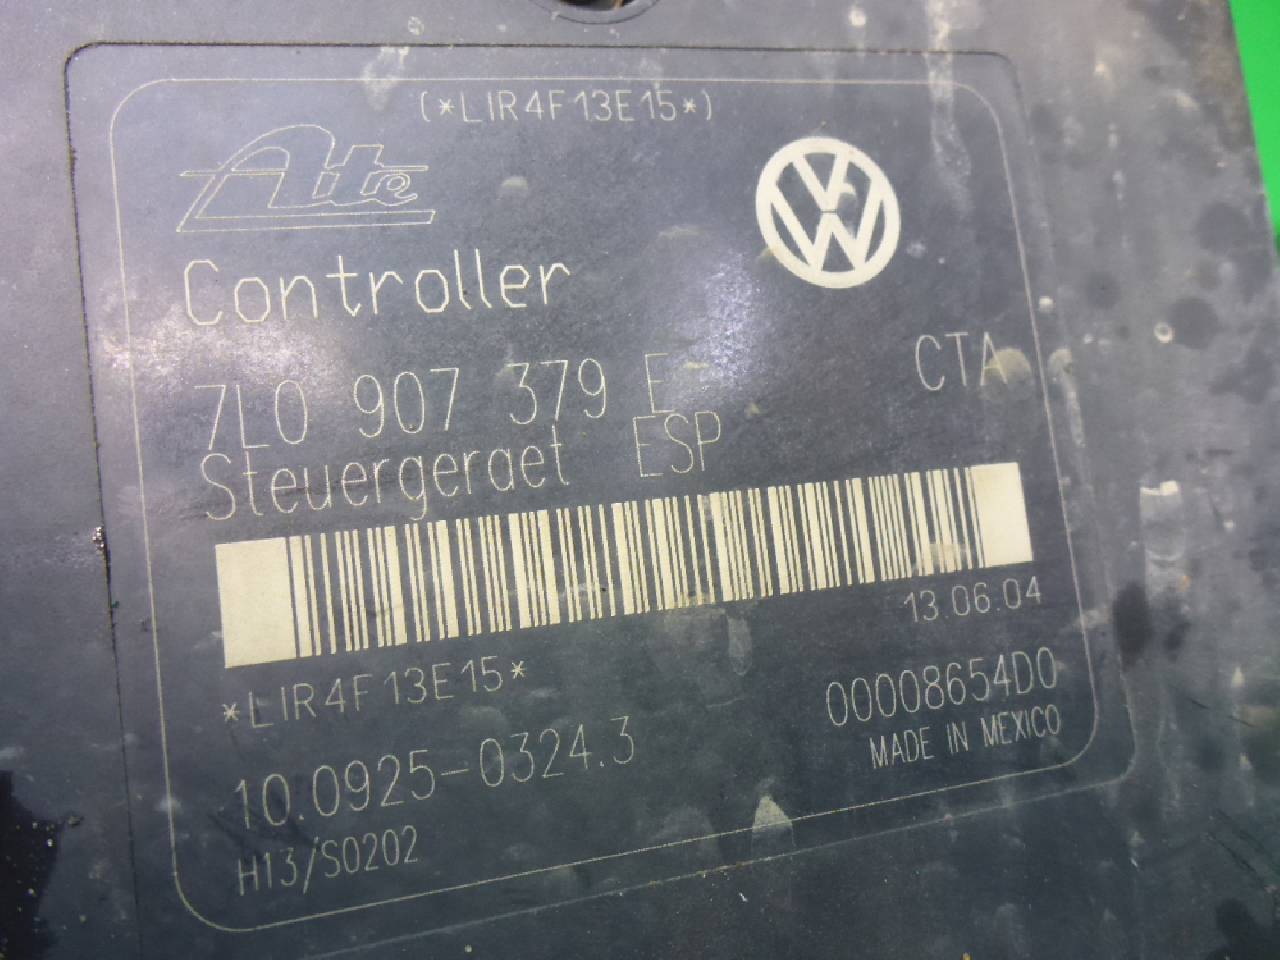 (*LIR4F13E15*)
Ate
Controller
7L0 907 379 E
CTA
Steuergeraet ESP
13.06.04
*LIR4F13E15*
00008654D0
10.0925-0324.3
MADE IN MEXICO
H13/S0202